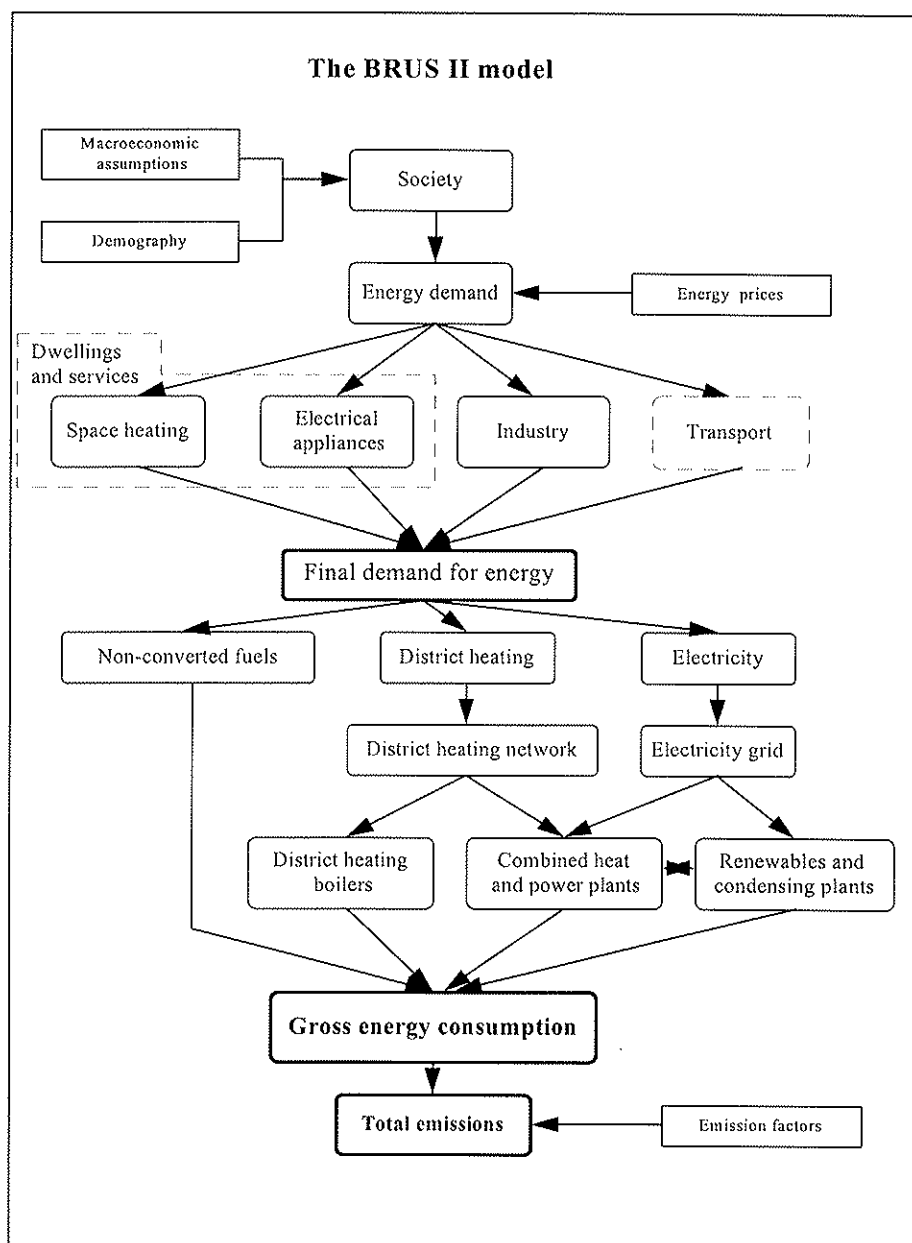 The BRUS II model
Macroeconomic
assumptions
Society
Demography
Energy demand
Energy prices
Dwellings
and services
Space heating
Electrical
appliances
Industry
Transport
Final demand for energy
Non-converted fuels
District heating
Electricity
District heating network
Electricity grid
District heating
boilers
Combined heat
and power plants
Renewables and
condensing plants
Gross energy consumption
Total emissions
Emission factors